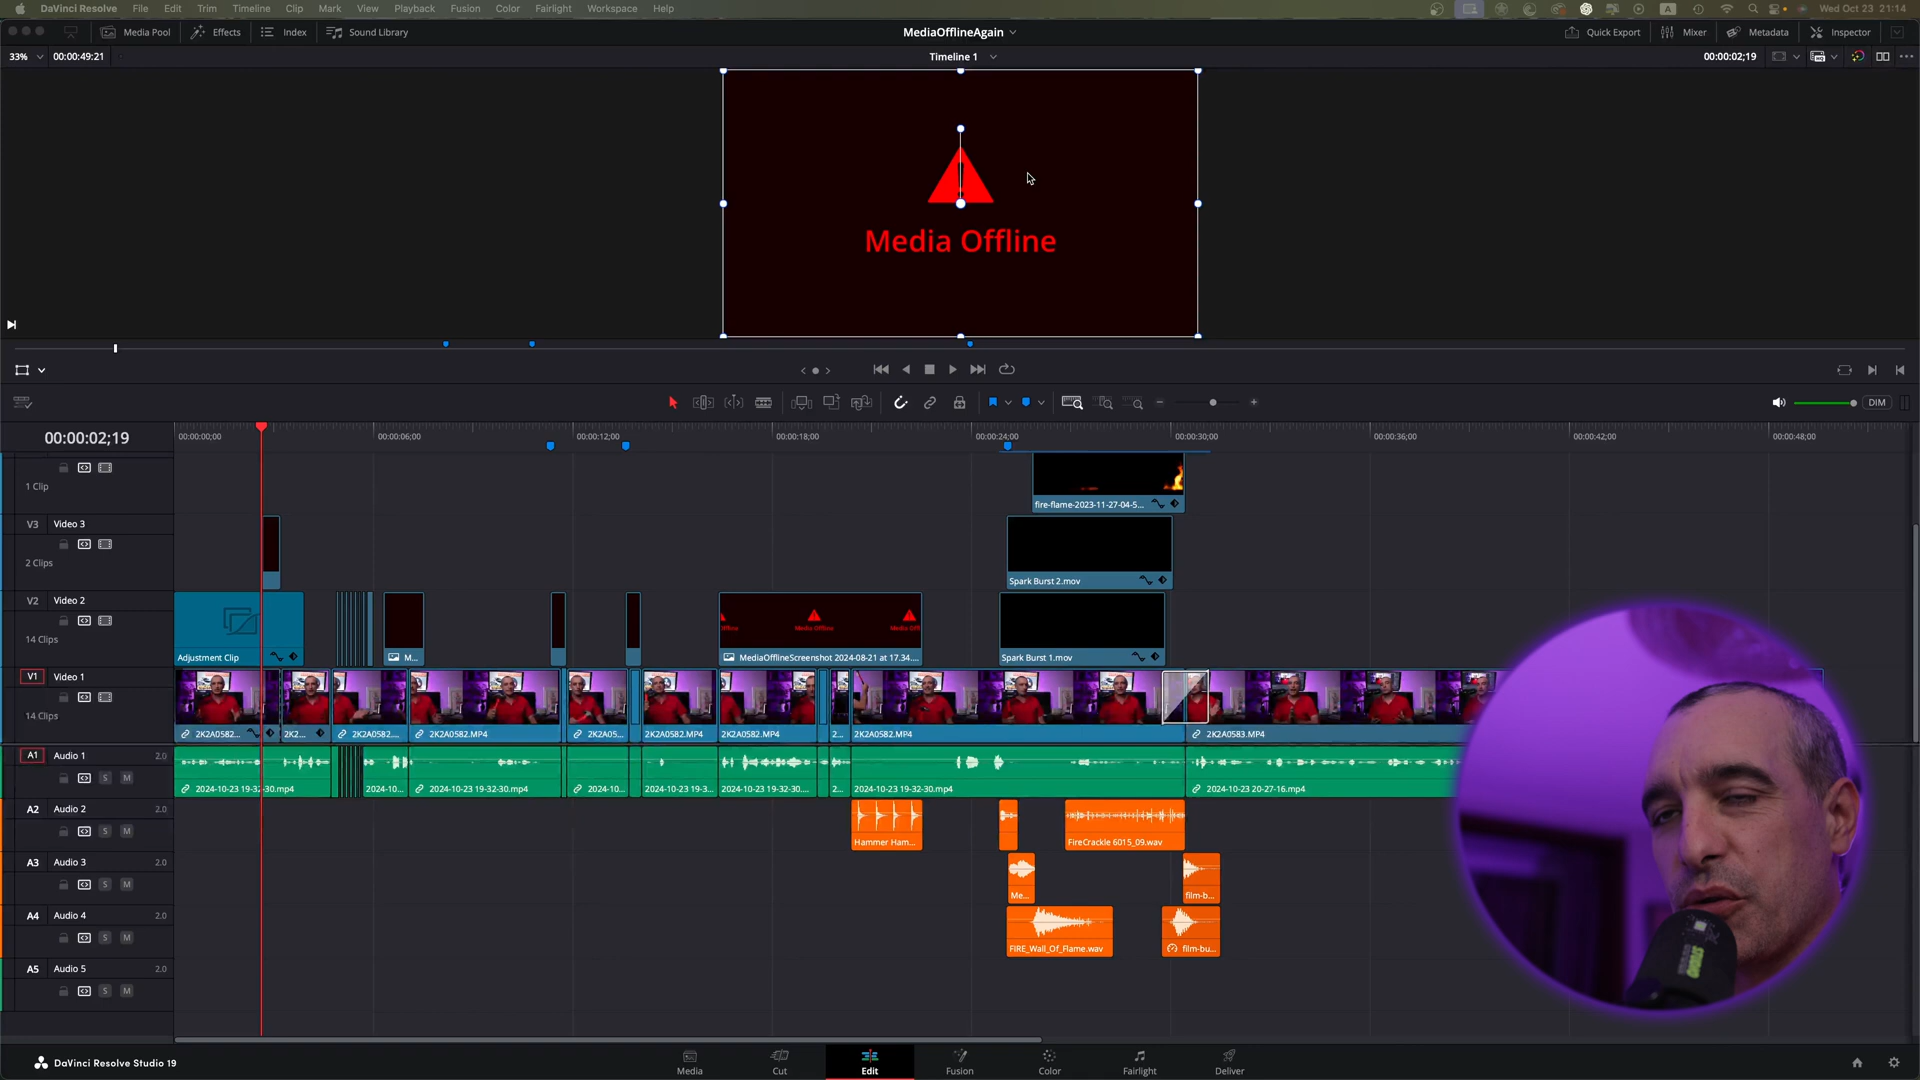 DaVinci Resolve File Edit Trim Timeline Clip Mark View Playback Fusion Color Fairlight Workspace Help A Wed Oct 23 21:14
Media Pool Effects Index Sound Library MediaOfflineAgain Quick Export Mixer Metadata Inspector
33% 00:00:49:21 Timeline 1 00:00:02;19
Media Offline
DIM
00:00:02;19 00:00:00;00 00:00:06;00 00:00:12;00 00:00:18;00 00:00:24;00 00:00:30;00 00:00:36;00 00:00:42;00 00:00:48;00
1 Clip
fire-flame-2023-11-27-04-5...
V3 Video 3
2 Clips
Spark Burst 2.mov
V2 Video 2
Media Offline
14 Clips
Adjustment Clip M... MediaOfflineScreenshot 2024-08-21 at 17.34.... Spark Burst 1.mov
V1 Video 1
14 Clips
2K2A0582... 2K2... 2K2A0582.... 2K2A0582.MP4 2K2A05... 2K2A0582.MP4 2K2A0582.MP4 2... 2K2A0582.MP4 2K2A0583.MP4
A1 Audio 1 2.0
S M
2024-10-23 19-32-30.mp4 2024-10... 2024-10-23 19-32-30.mp4 2024-10... 2024-10-23 19-3... 2024-10-23 19-32-30.... 2... 2024-10-23 19-32-30.mp4 2024-10-23 20-27-16.mp4
A2 Audio 2 2.0
S M
Hammer Ham... FireCrackle 6015_09.wav
A3 Audio 3 2.0
S M
Me... film-b...
A4 Audio 4 2.0
S M
FIRE_Wall_Of_Flame.wav film-bu...
A5 Audio 5 2.0
S M
DaVinci Resolve Studio 19 Media Cut Edit Fusion Color Fairlight Deliver